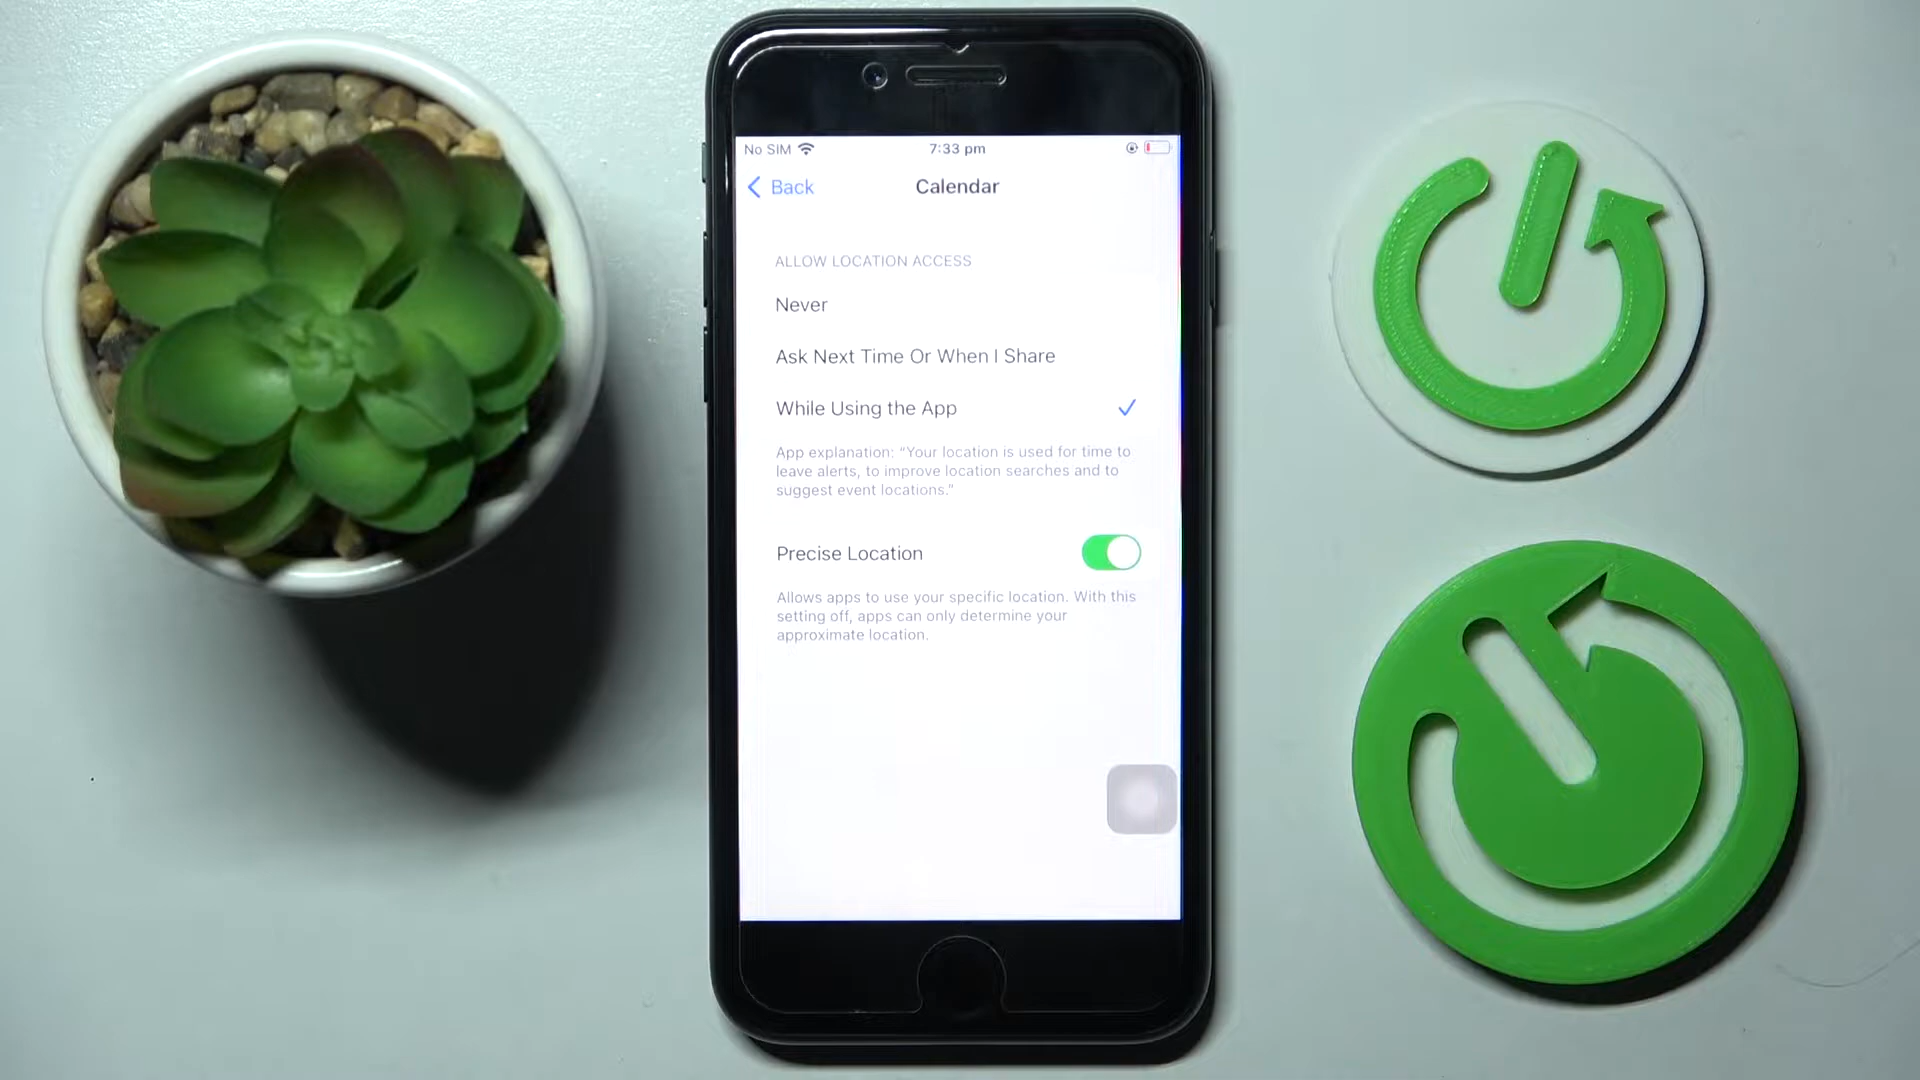 No SIM 7:33 pm
Back Calendar
ALLOW LOCATION ACCESS
Never
Ask Next Time Or When I Share
While Using the App
App explanation: “Your location is used for time to
leave alerts, to improve location searches and to
suggest event locations.”
Precise Location
Allows apps to use your specific location. With this
setting off, apps can only determine your
approximate location.